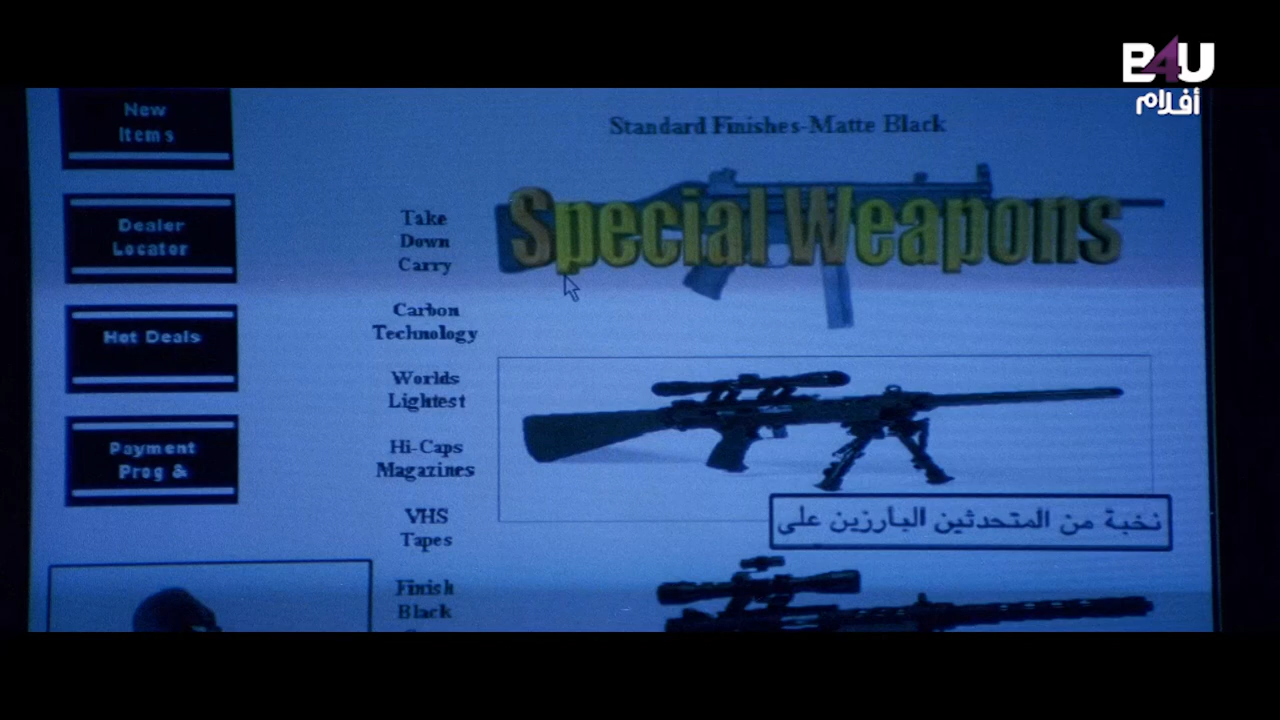 B4U
أفلام
New
Items
Dealer
Locator
Hot Deals
Payment
Prog &
Take
Down
Carry
Carbon
Technology
Worlds
Lightest
Hi-Caps
Magazines
VHS
Tapes
Finish
Black
Standard Finishes-Matte Black
Special Weapons
نخبة من المتحدثين البارزين على